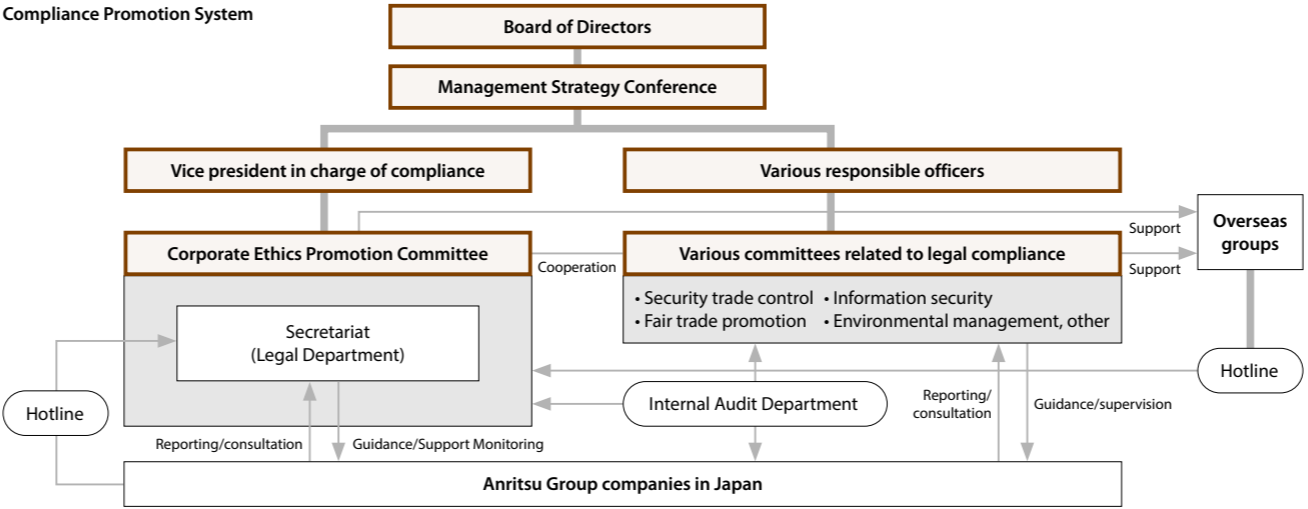 Compliance Promotion System
Board of Directors
Management Strategy Conference
Vice president in charge of compliance
Various responsible officers
Overseas
groups
Support
Corporate Ethics Promotion Committee
Cooperation
Various committees related to legal compliance
Support
• Security trade control • Information security
• Fair trade promotion • Environmental management, other
Secretariat
(Legal Department)
Hotline
Hotline
Internal Audit Department
Reporting/
consultation
Guidance/supervision
Reporting/consultation
Guidance/Support Monitoring
Anritsu Group companies in Japan